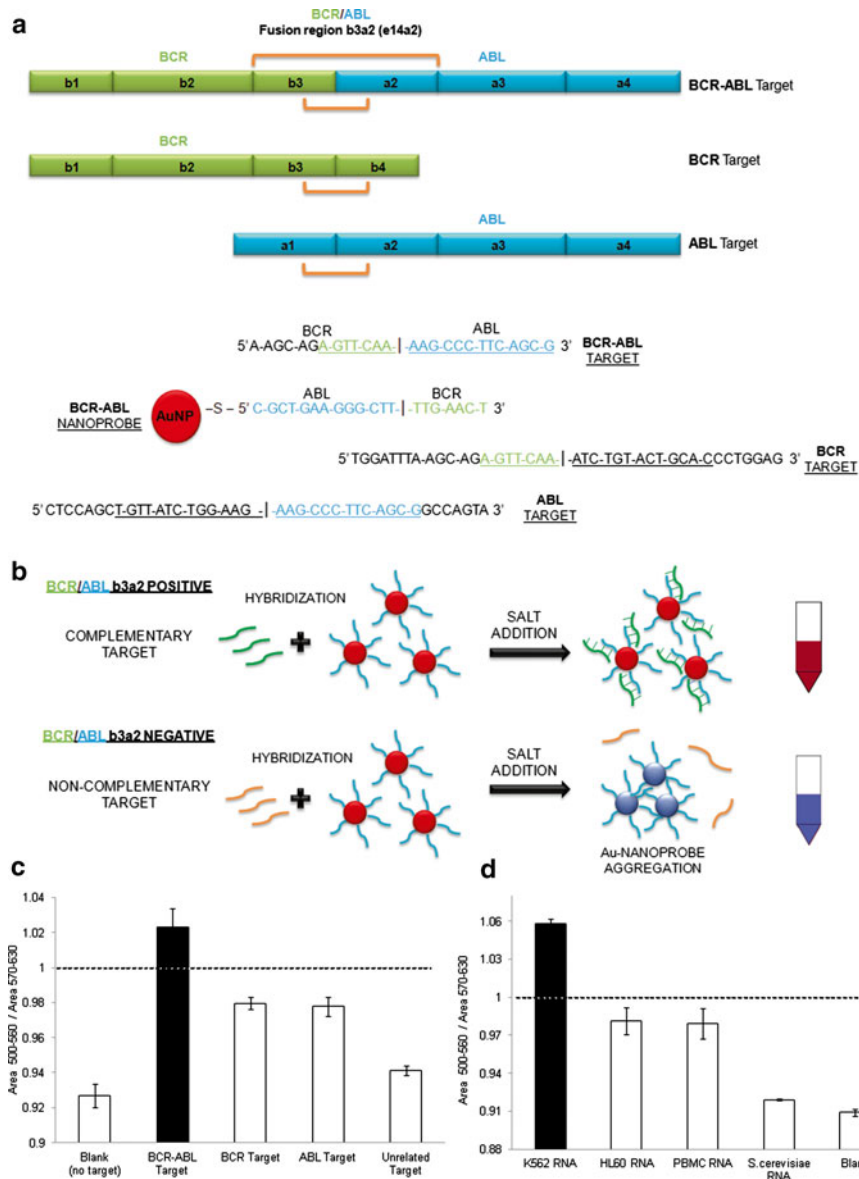 a
BCR/ABL
Fusion region b3a2 (e14a2)
BCR
ABL
b1 b2 b3 a2 a3 a4
BCR-ABL Target
BCR
b1 b2 b3 b4
BCR Target
ABL
a1 a2 a3 a4
ABL Target
BCR ABL
5'A-AGC-AGA-GTT-CAA-|-AAG-CCC-TTC-AGC-G 3'
BCR-ABL
TARGET
BCR-ABL
NANOPROBE
AuNP
ABL BCR
–S – 5' C-GCT-GAA-GGG-CTT-|-TTG-AAC-T 3'
5'TGGATTTA-AGC-AGA-GTT-CAA-|-ATC-TGT-ACT-GCA-CCCTGGAG 3'
BCR
TARGET
5'CTCCAGCT-GTT-ATC-TGG-AAG -|-AAG-CCC-TTC-AGC-GGCCAGTA 3'
ABL
TARGET
b
BCR/ABL b3a2 POSITIVE
HYBRIDIZATION
COMPLEMENTARY
TARGET
SALT
ADDITION
BCR/ABL b3a2 NEGATIVE
HYBRIDIZATION
NON-COMPLEMENTARY
TARGET
SALT
ADDITION
Au-NANOPROBE
AGGREGATION
c
Area 500-560 / Area 570-630
1.04
1.02
1
0.98
0.96
0.94
0.92
0.9
Blank
(no target)
BCR-ABL
Target
BCR Target
ABL Target
Unrelated
Target
d
Area 500-560 / Area 570-630
1.06
1.03
1
0.97
0.94
0.91
0.88
K562 RNA
HL60 RNA
PBMC RNA
S.cerevisiae
RNA
Blan